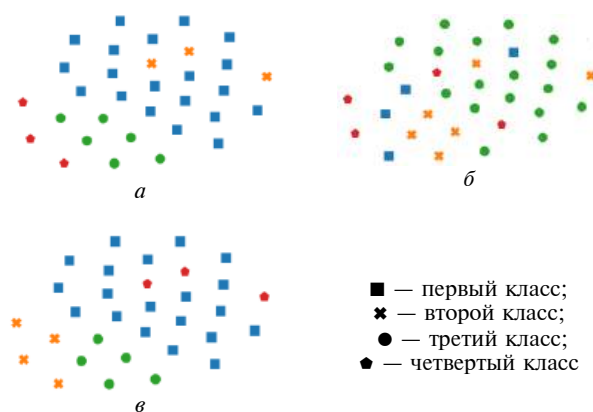 а
б
в
■ — первый класс;
✖ — второй класс;
● — третий класс;
⬟ — четвертый класс